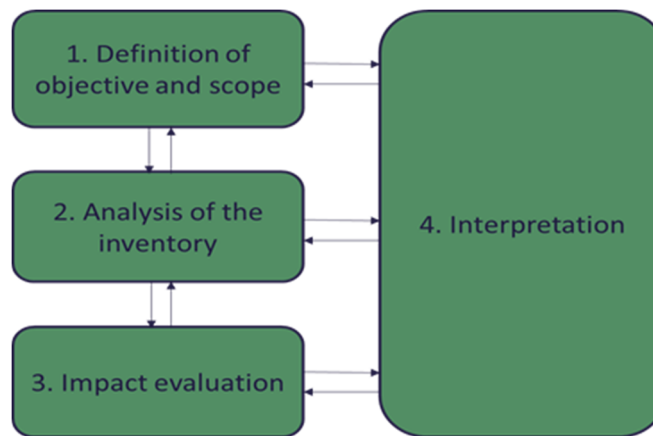 1. Definition of
objective and scope
2. Analysis of the
inventory
3. Impact evaluation
4. Interpretation